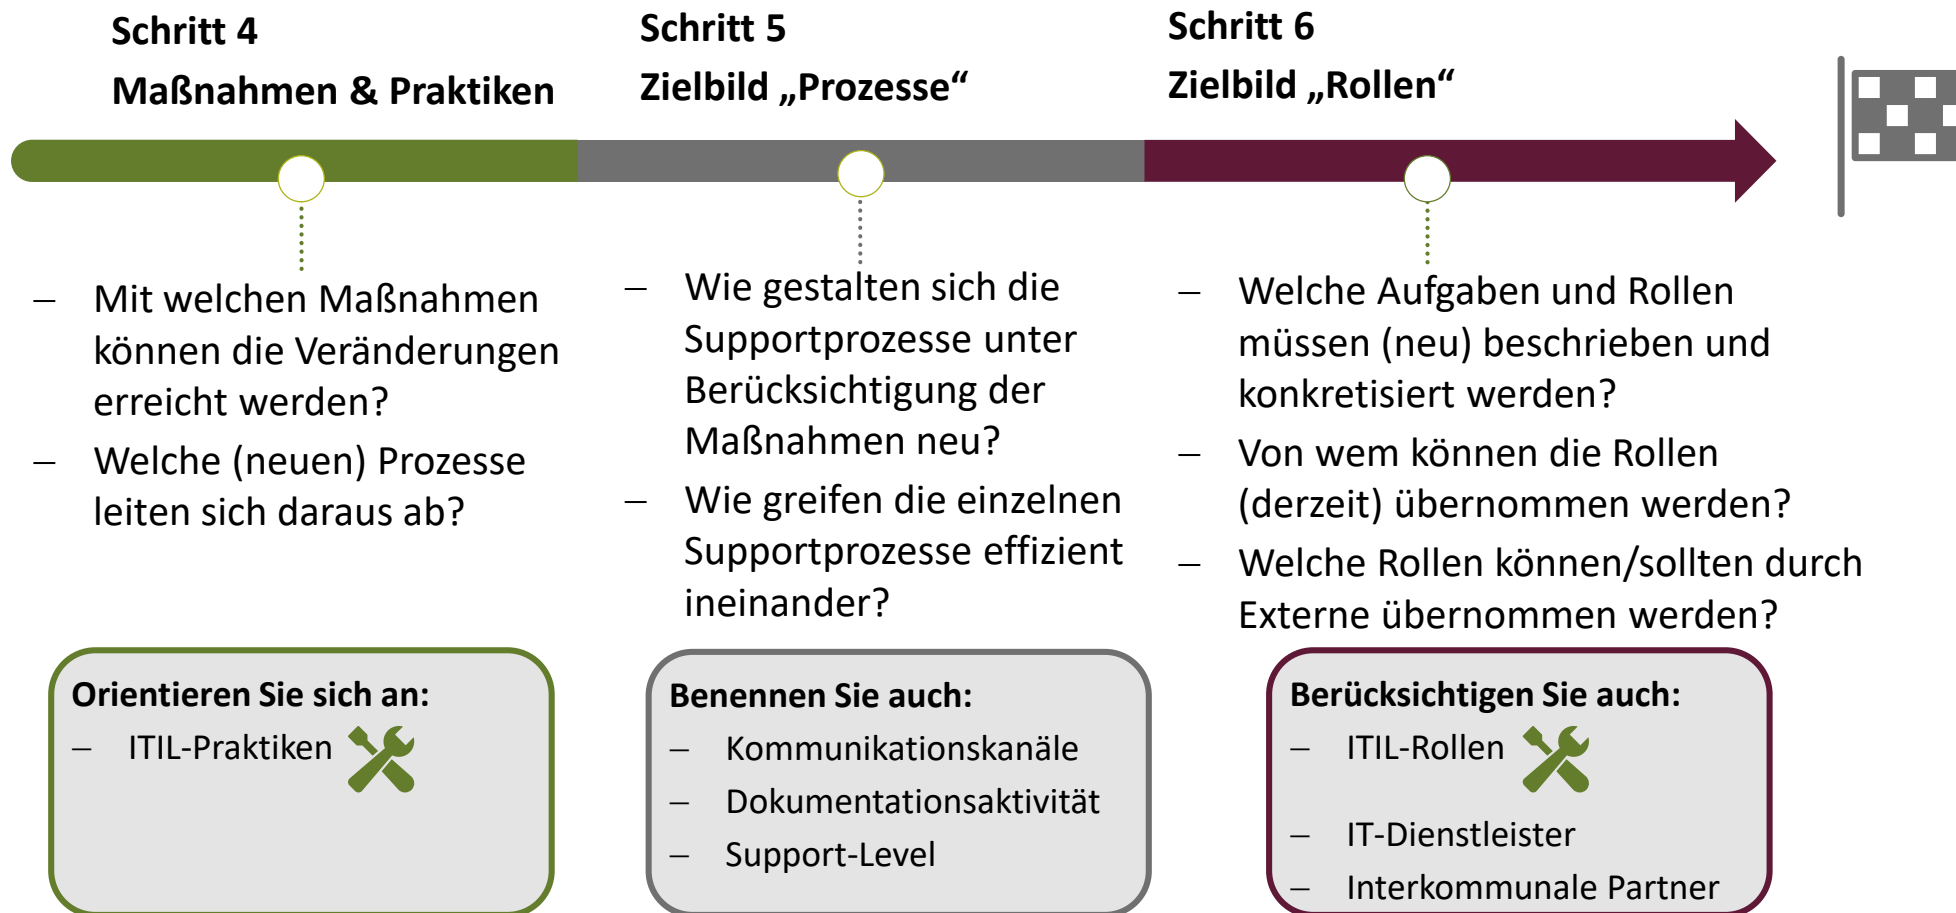 Schritt 4
Maßnahmen & Praktiken
– Mit welchen Maßnahmen
können die Veränderungen
erreicht werden?
– Welche (neuen) Prozesse
leiten sich daraus ab?
Orientieren Sie sich an:
– ITIL-Praktiken
Schritt 5
Zielbild „Prozesse“
– Wie gestalten sich die
Supportprozesse unter
Berücksichtigung der
Maßnahmen neu?
– Wie greifen die einzelnen
Supportprozesse effizient
ineinander?
Benennen Sie auch:
– Kommunikationskanäle
– Dokumentationsaktivität
– Support-Level
Schritt 6
Zielbild „Rollen“
– Welche Aufgaben und Rollen
müssen (neu) beschrieben und
konkretisiert werden?
– Von wem können die Rollen
(derzeit) übernommen werden?
– Welche Rollen können/sollten durch
Externe übernommen werden?
Berücksichtigen Sie auch:
– ITIL-Rollen
– IT-Dienstleister
– Interkommunale Partner